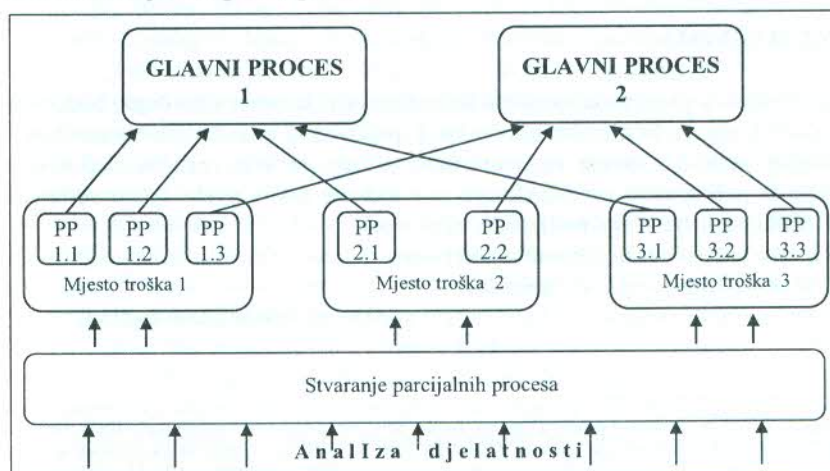 GLAVNI PROCES
1
GLAVNI PROCES
2
PP
1.1
PP
1.2
PP
1.3
Mjesto troška 1
PP
2.1
PP
2.2
Mjesto troška 2
PP
3.1
PP
3.2
PP
3.3
Mjesto troška 3
Stvaranje parcijalnih procesa
AnalIza djelatnosti